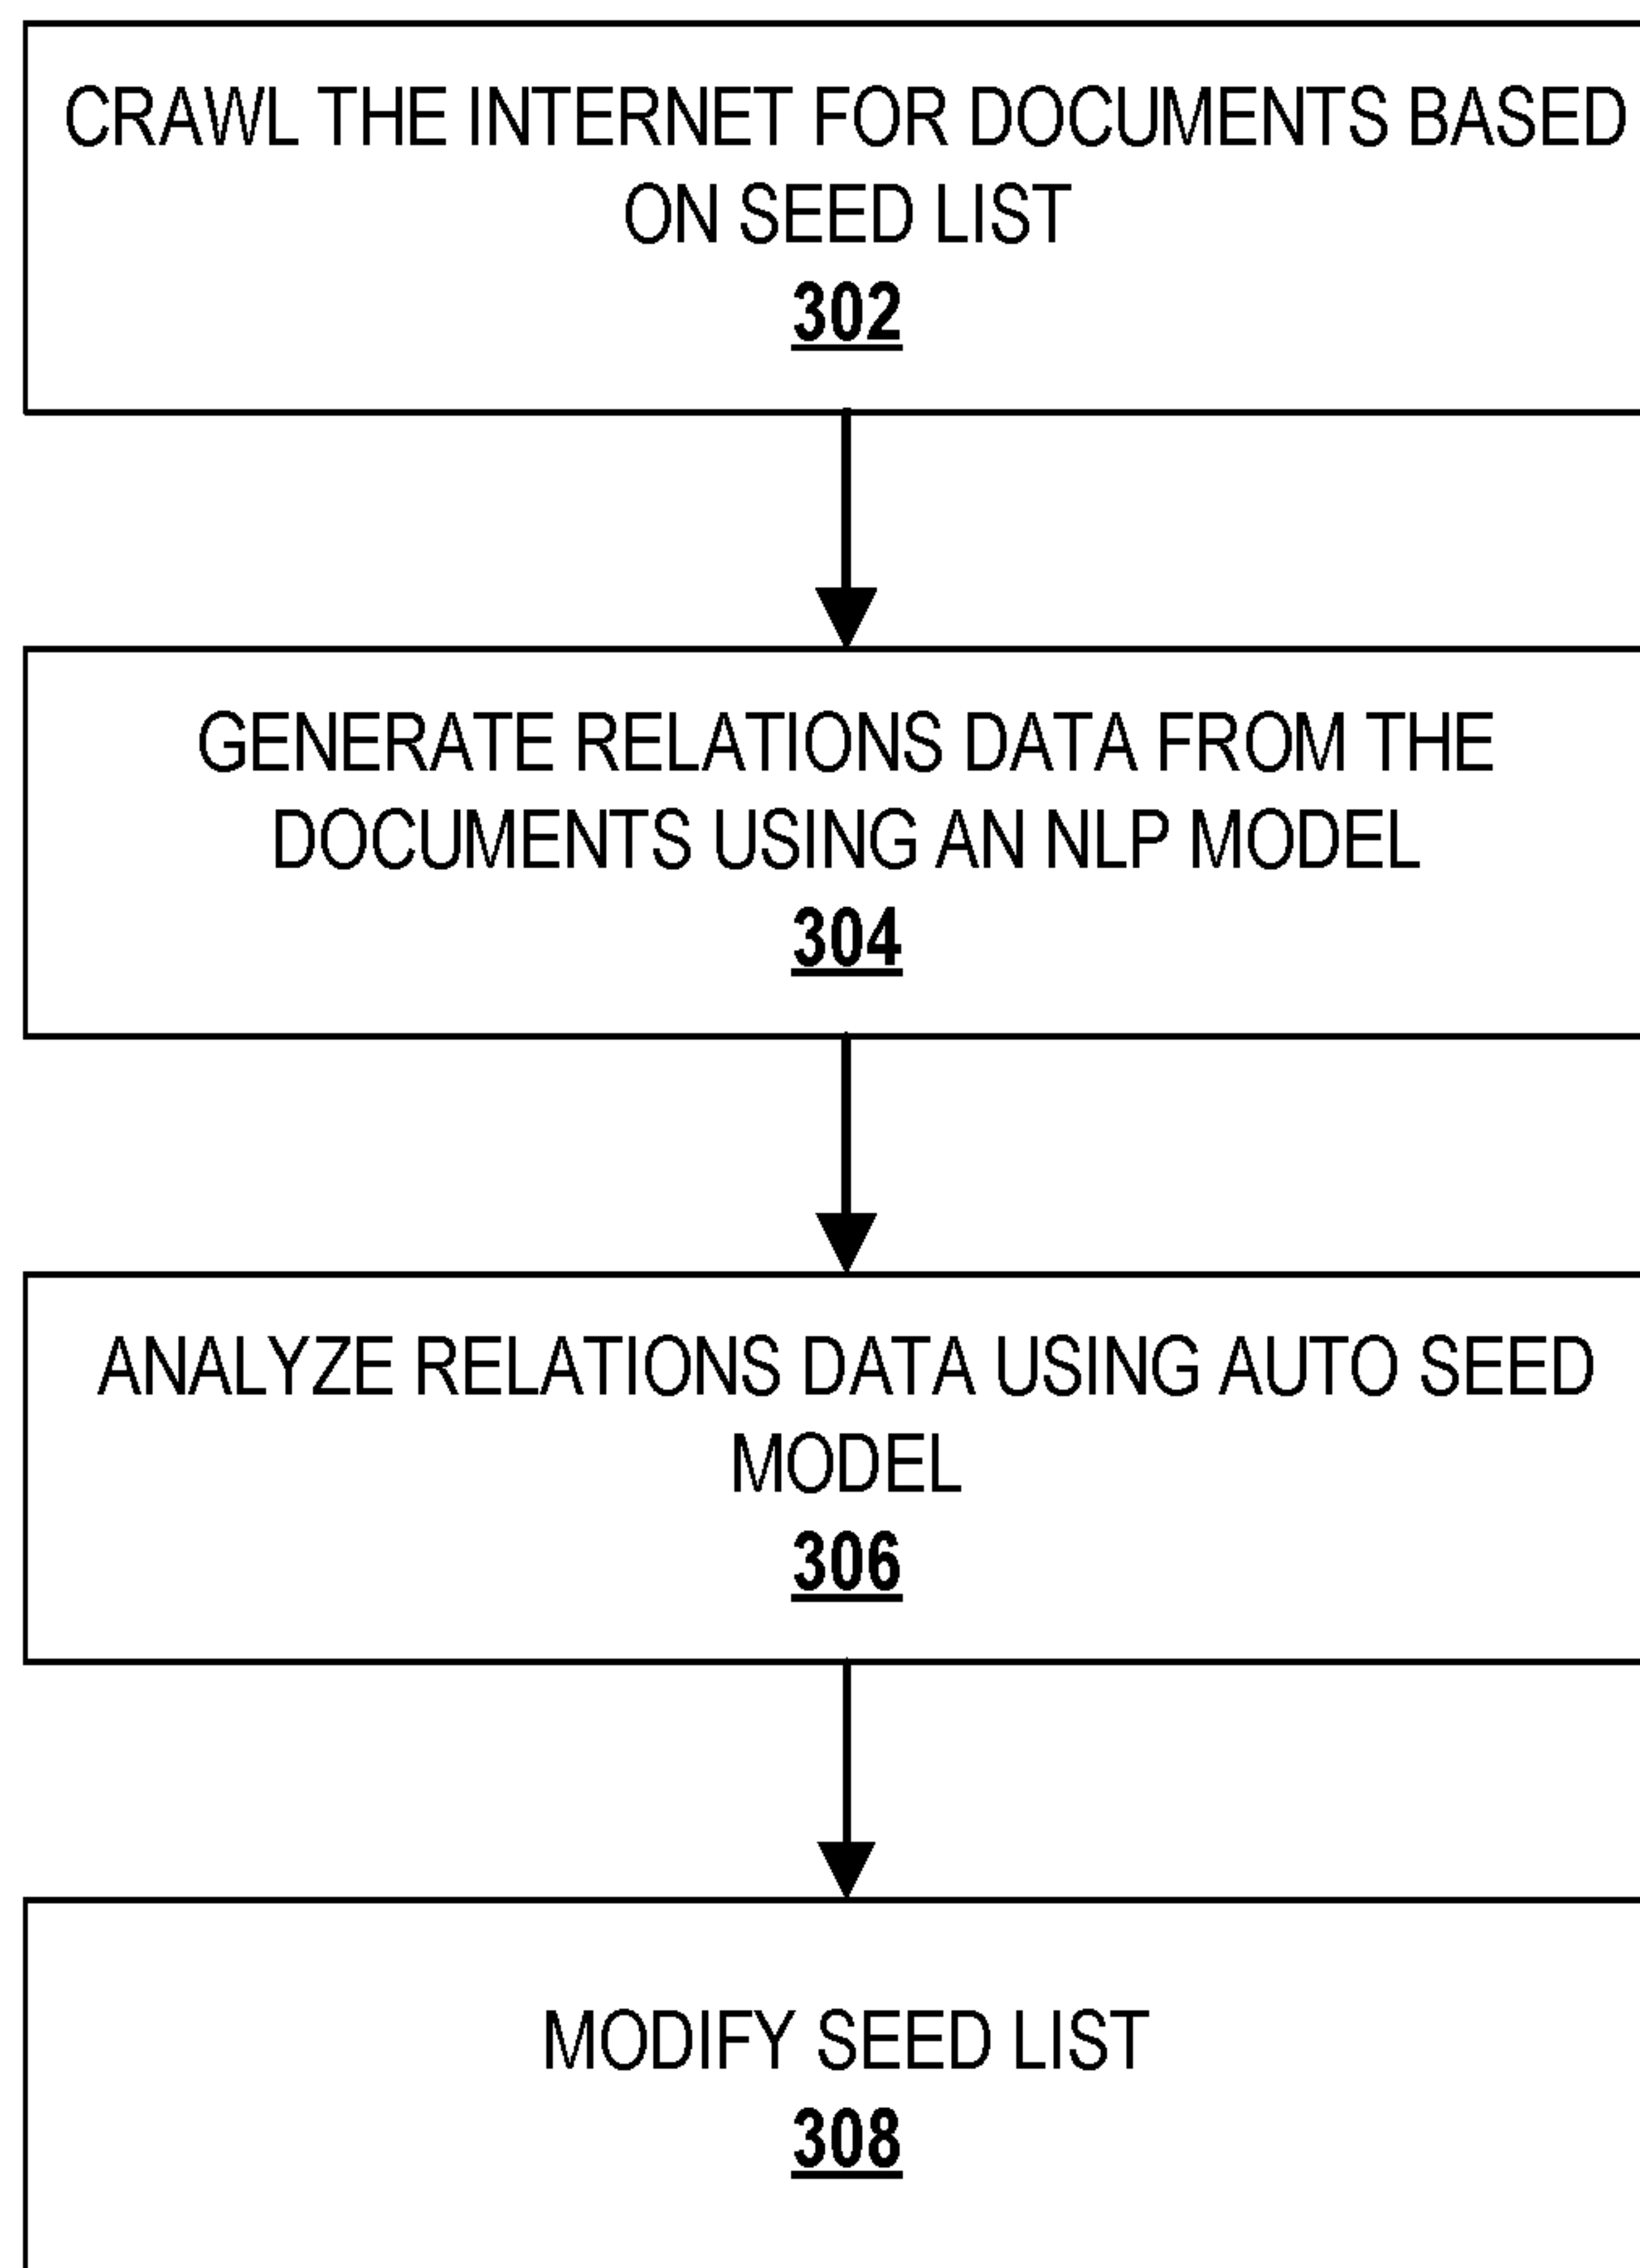 CRAWL THE INTERNET FOR DOCUMENTS BASED
ON SEED LIST
302
GENERATE RELATIONS DATA FROM THE
DOCUMENTS USING AN NLP MODEL
304
ANALYZE RELATIONS DATA USING AUTO SEED
MODEL
306
MODIFY SEED LIST
308